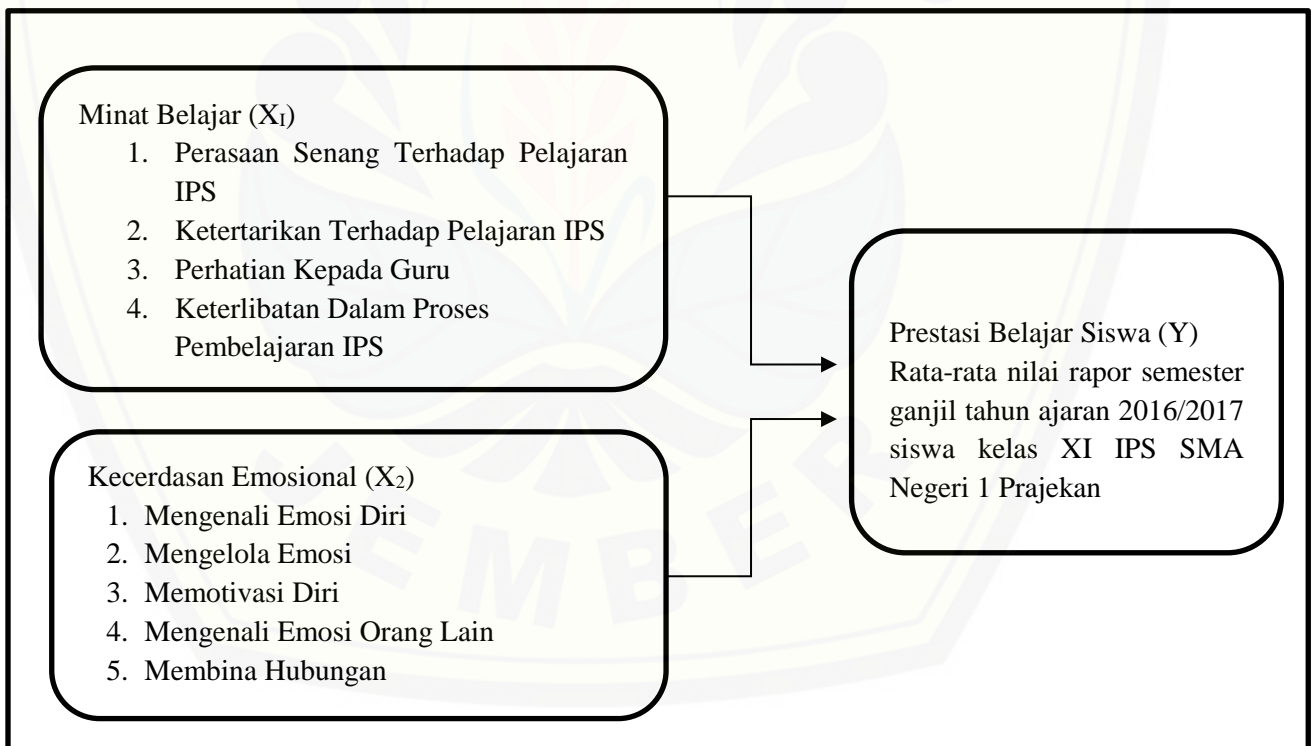 Minat Belajar (X₁)
1. Perasaan Senang Terhadap Pelajaran
IPS
2. Ketertarikan Terhadap Pelajaran IPS
3. Perhatian Kepada Guru
4. Keterlibatan Dalam Proses
Pembelajaran IPS
Kecerdasan Emosional (X₂)
1. Mengenali Emosi Diri
2. Mengelola Emosi
3. Memotivasi Diri
4. Mengenali Emosi Orang Lain
5. Membina Hubungan
Prestasi Belajar Siswa (Y)
Rata-rata nilai rapor semester
ganjil tahun ajaran 2016/2017
siswa kelas XI IPS SMA
Negeri 1 Prajekan
JEMBER